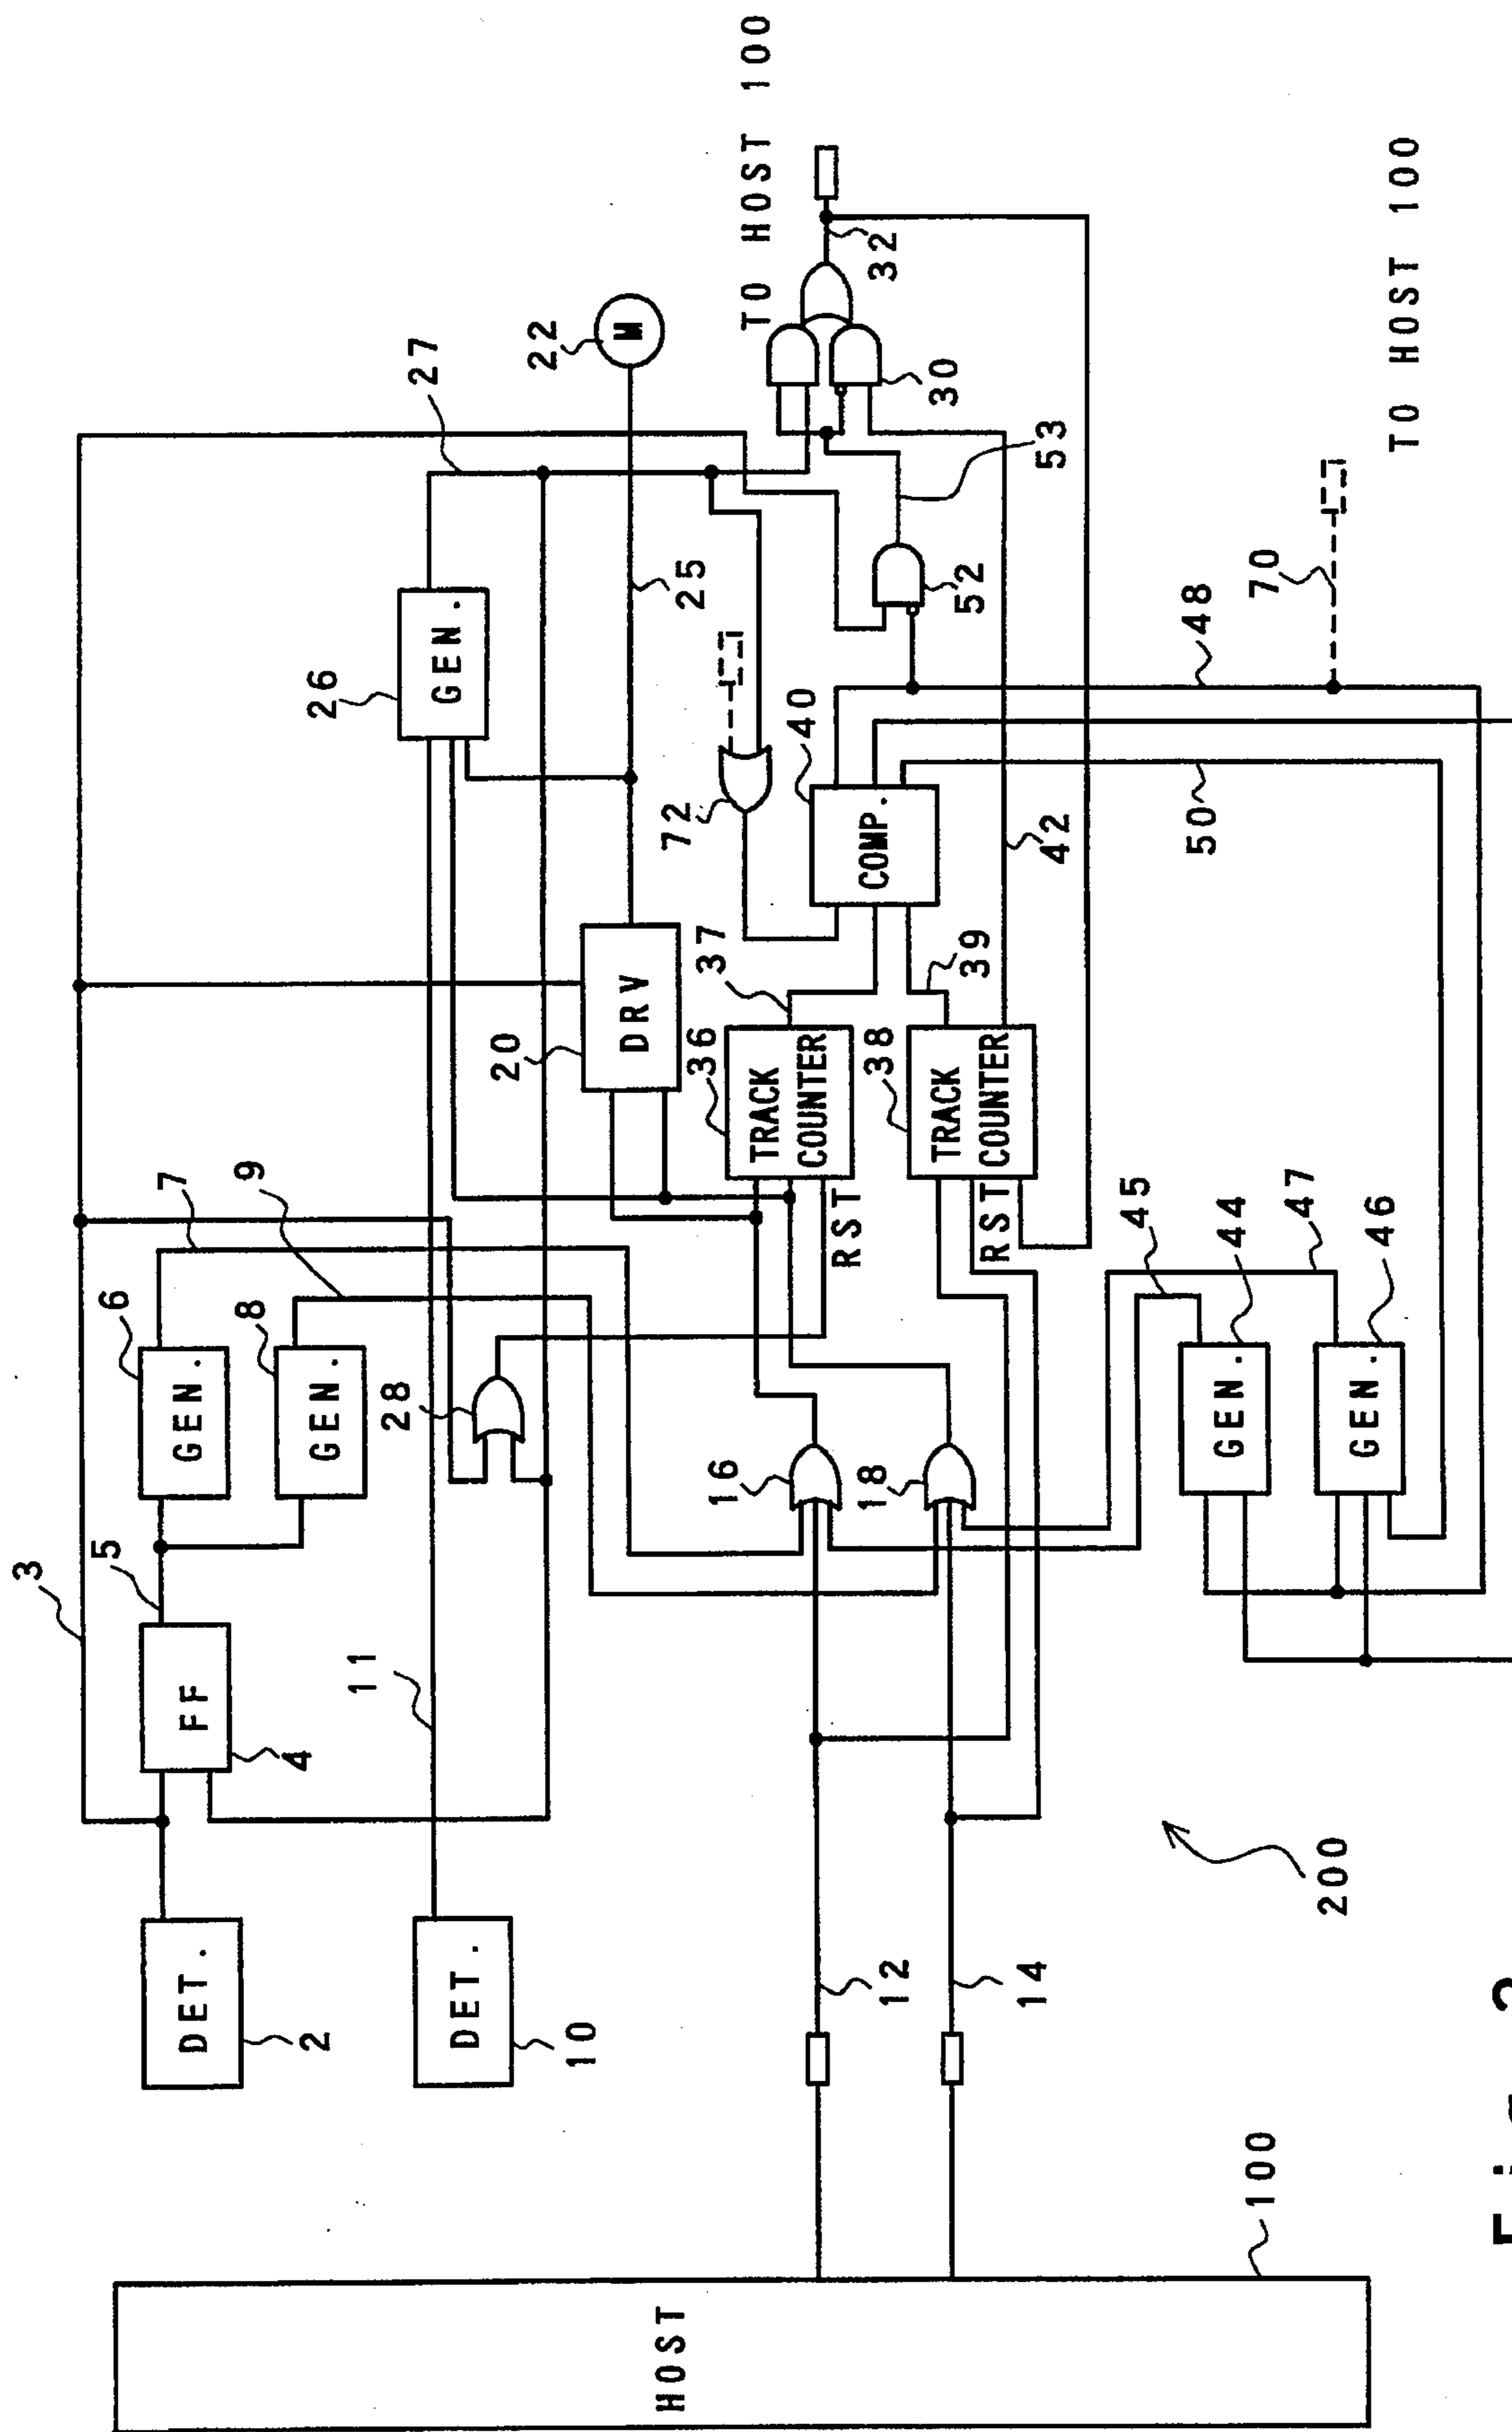 3
5
6
7
DET.
FF
GEN.
2
4
8
9
GEN.
11
28
26
27
DET.
GEN.
10
20
22
25
DRV
M
HOST
16
36
37
72
TO HOST 100
TRACK
COUNTER
40
RST
12
18
38
39
COMP.
32
TRACK
COUNTER
30
52
RST
14
42
53
45
44
50
48
GEN.
70
100
200
47
46
GEN.
TO HOST 100